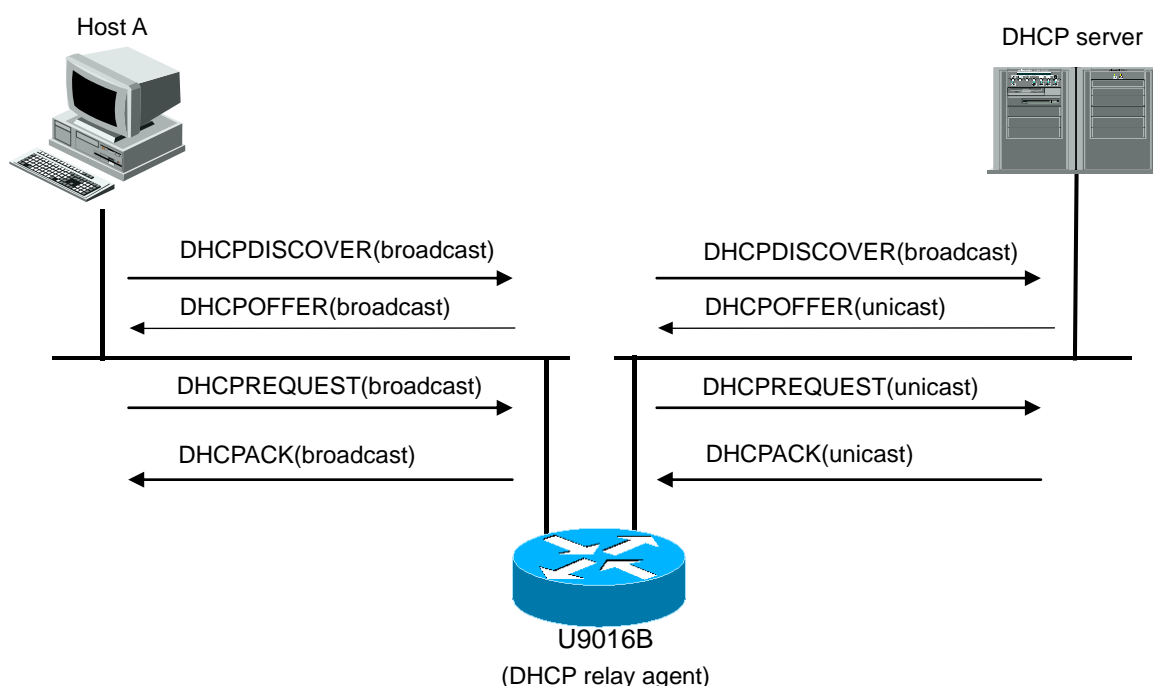 Host A
DHCP server
DHCPDISCOVER(broadcast)
DHCPDISCOVER(broadcast)
DHCPOFFER(broadcast)
DHCPOFFER(unicast)
DHCPREQUEST(broadcast)
DHCPREQUEST(unicast)
DHCPACK(broadcast)
DHCPACK(unicast)
U9016B
(DHCP relay agent)